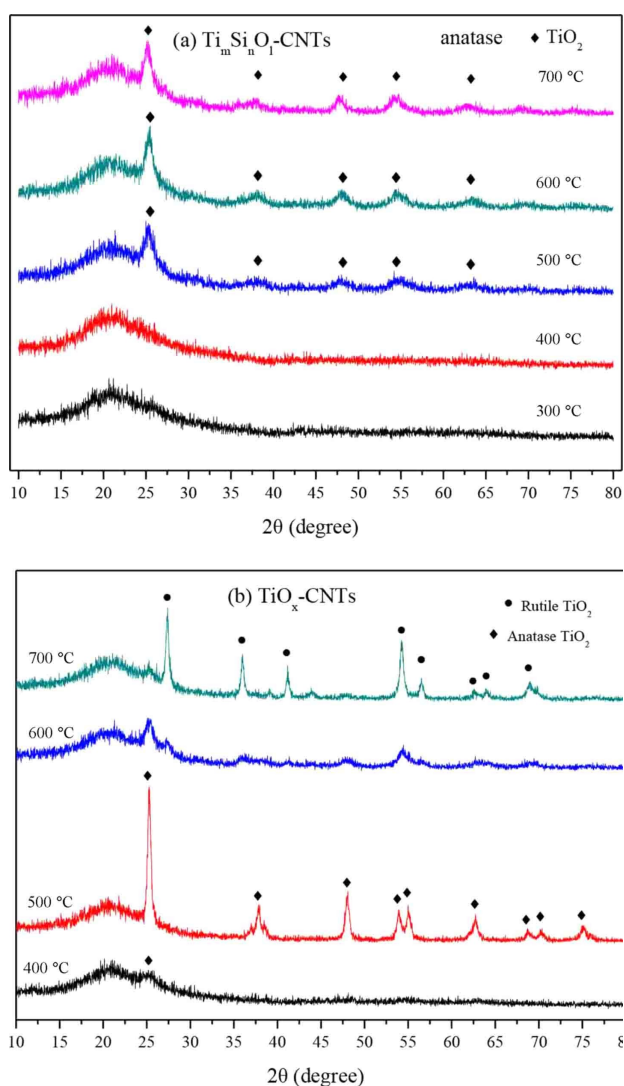 (a) TiₘSiₙOₗ-CNTs
anatase ◆ TiO₂
700 °C
600 °C
500 °C
400 °C
300 °C
10 15 20 25 30 35 40 45 50 55 60 65 70 75 80
2θ (degree)
(b) TiOₓ-CNTs
● Rutile TiO₂
◆ Anatase TiO₂
700 °C
600 °C
500 °C
400 °C
10 15 20 25 30 35 40 45 50 55 60 65 70 75 80
2θ (degree)